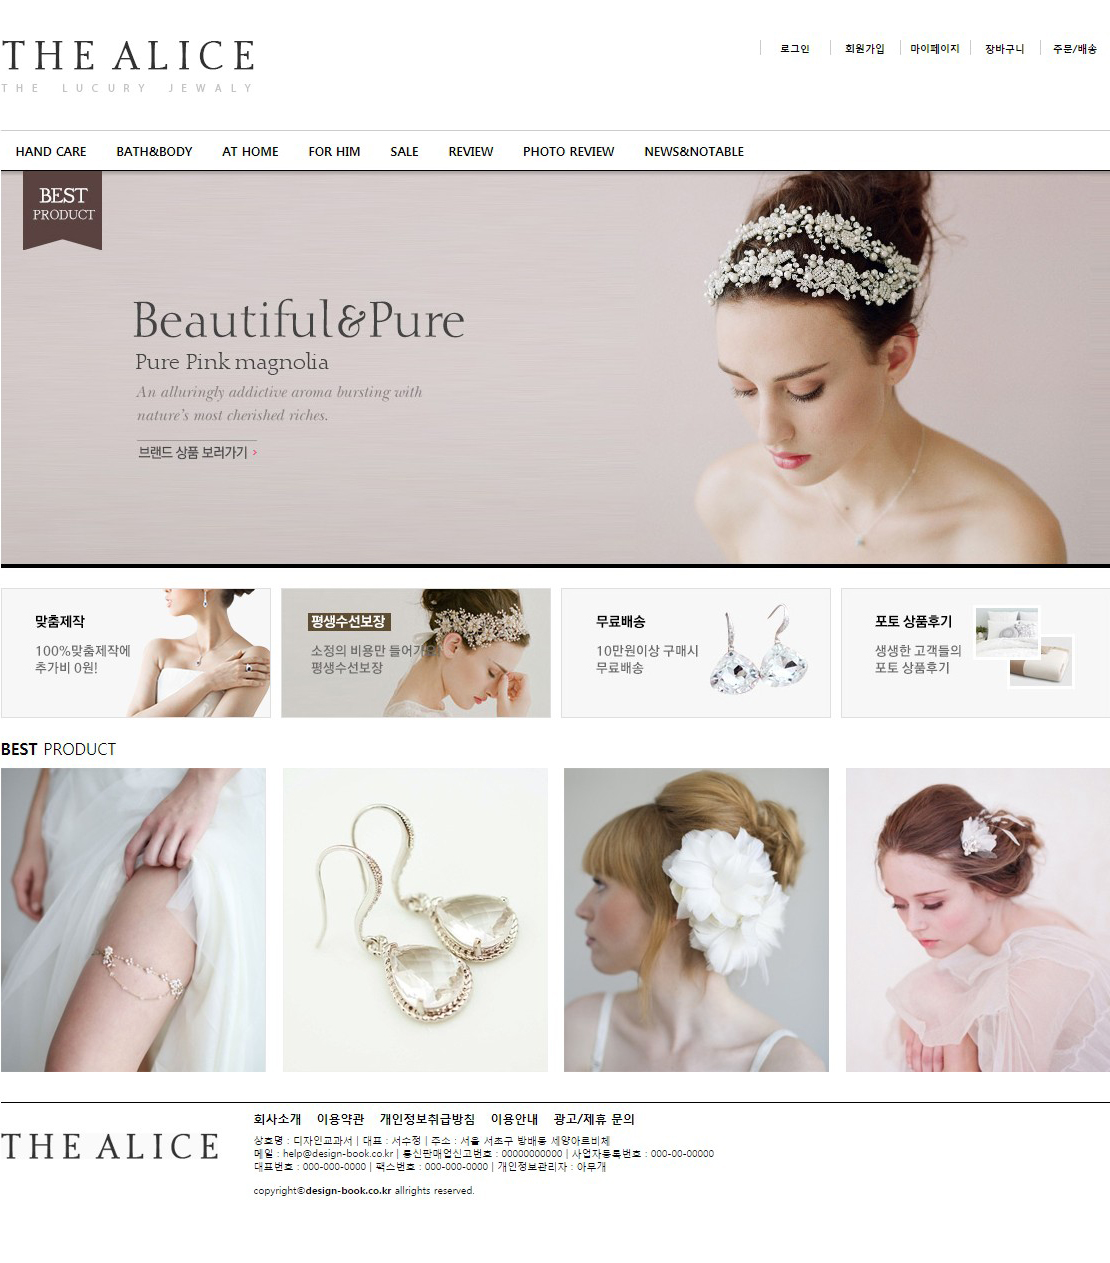 THE ALICE
THE LUCURY JEWALY
로그인 회원가입 마이페이지 장바구니 주문/배송
HAND CARE BATH&BODY AT HOME FOR HIM SALE REVIEW PHOTO REVIEW NEWS&NOTABLE
BEST
PRODUCT
Beautiful&Pure
Pure Pink magnolia
An alluringly addictive aroma bursting with
nature's most cherished riches.
브랜드 상품 보러가기 >
맞춤제작
100%맞춤제작에
추가비 0원!
평생수선보장
소정의 비용만 들어가요
평생수선보장
무료배송
10만원이상 구매시
무료배송
포토 상품후기
생생한 고객들의
포토 상품후기
BEST PRODUCT
THE ALICE
회사소개 이용약관 개인정보취급방침 이용안내 광고/제휴 문의
상호명 : 디자인교과서 | 대표 : 서수정 | 주소 : 서울 서초구 방배동 세양아르비체
메일 : help@design-book.co.kr | 통신판매업신고번호 : 00000000000 | 사업자등록번호 : 000-00-00000
대표번호 : 000-000-0000 | 팩스번호 : 000-000-0000 | 개인정보관리자 : 아무개
copyright©design-book.co.kr allrights reserved.